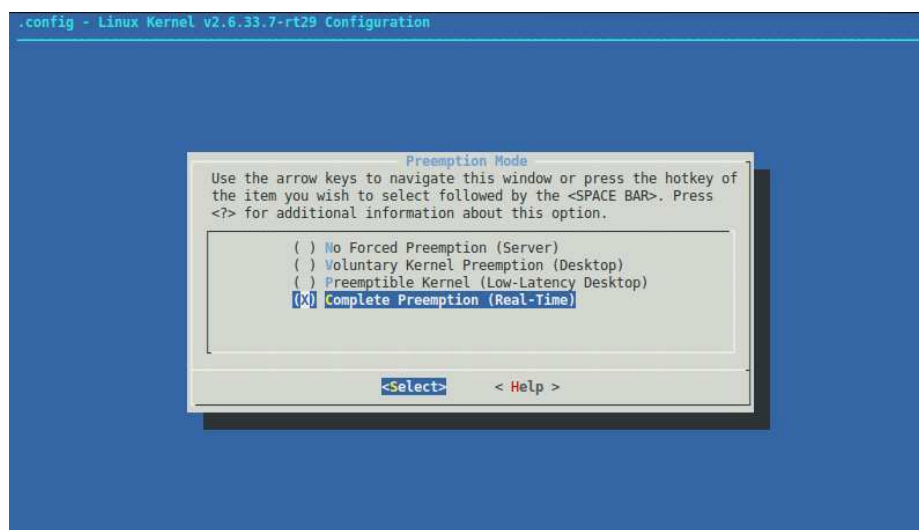 .config - Linux Kernel v2.6.33.7-rt29 Configuration
Preemption Mode
Use the arrow keys to navigate this window or press the hotkey of
the item you wish to select followed by the <SPACE BAR>. Press
<?> for additional information about this option.
( ) No Forced Preemption (Server)
( ) Voluntary Kernel Preemption (Desktop)
( ) Preemptible Kernel (Low-Latency Desktop)
(X) Complete Preemption (Real-Time)
<Select> < Help >